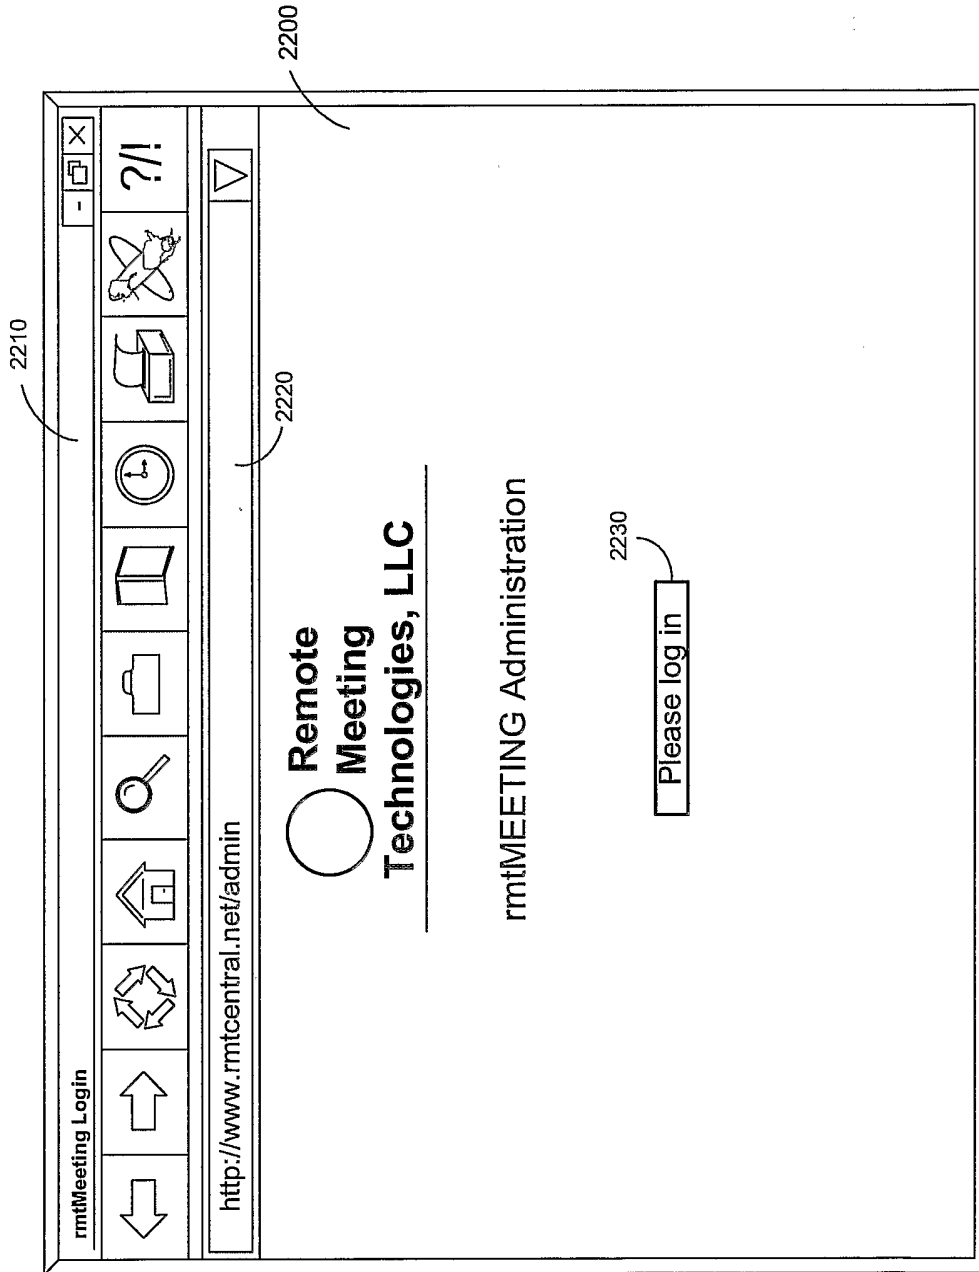 2200
2210
rmtMeeting Login
- X
?/!
http://www.rmtcentral.net/admin
2220
Remote
Meeting
Technologies, LLC
rmtMEETING Administration
2230
Please log in